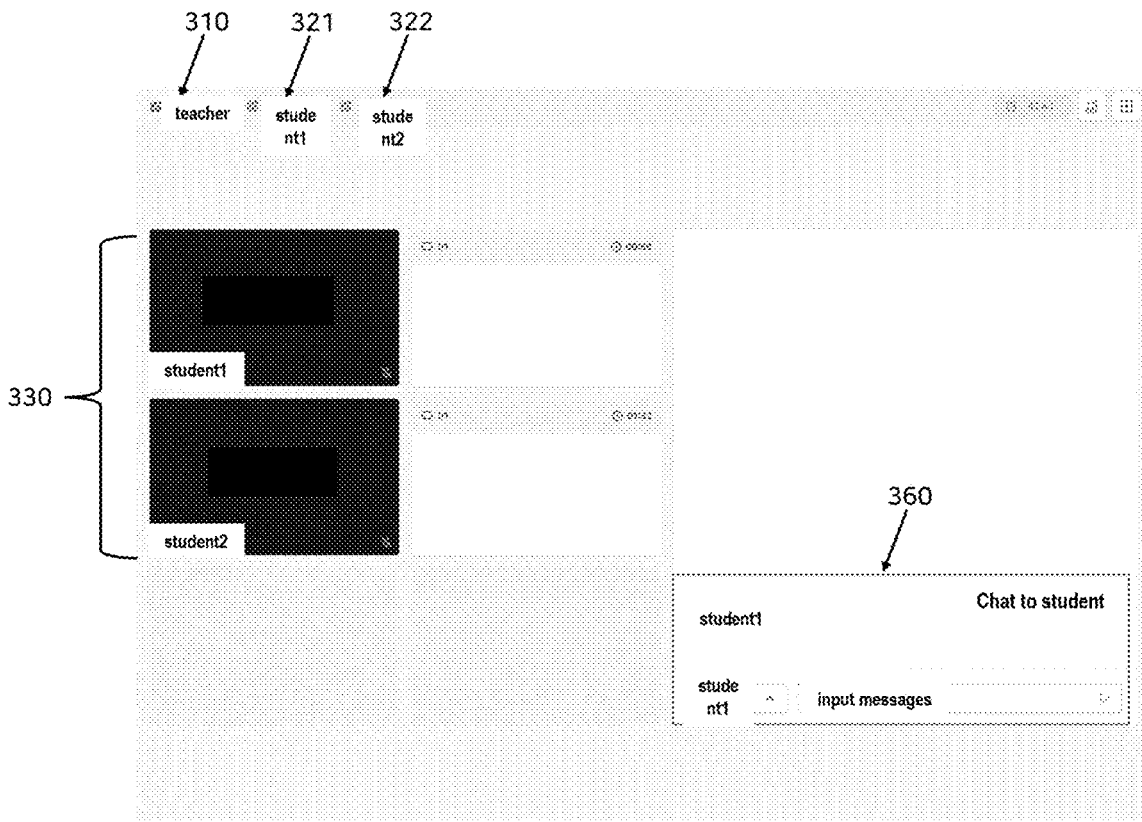 310 321 322
teacher
stude
nt1
stude
nt2
student1
330
student2
360
Chat to student
student1
stude
nt1
input messages